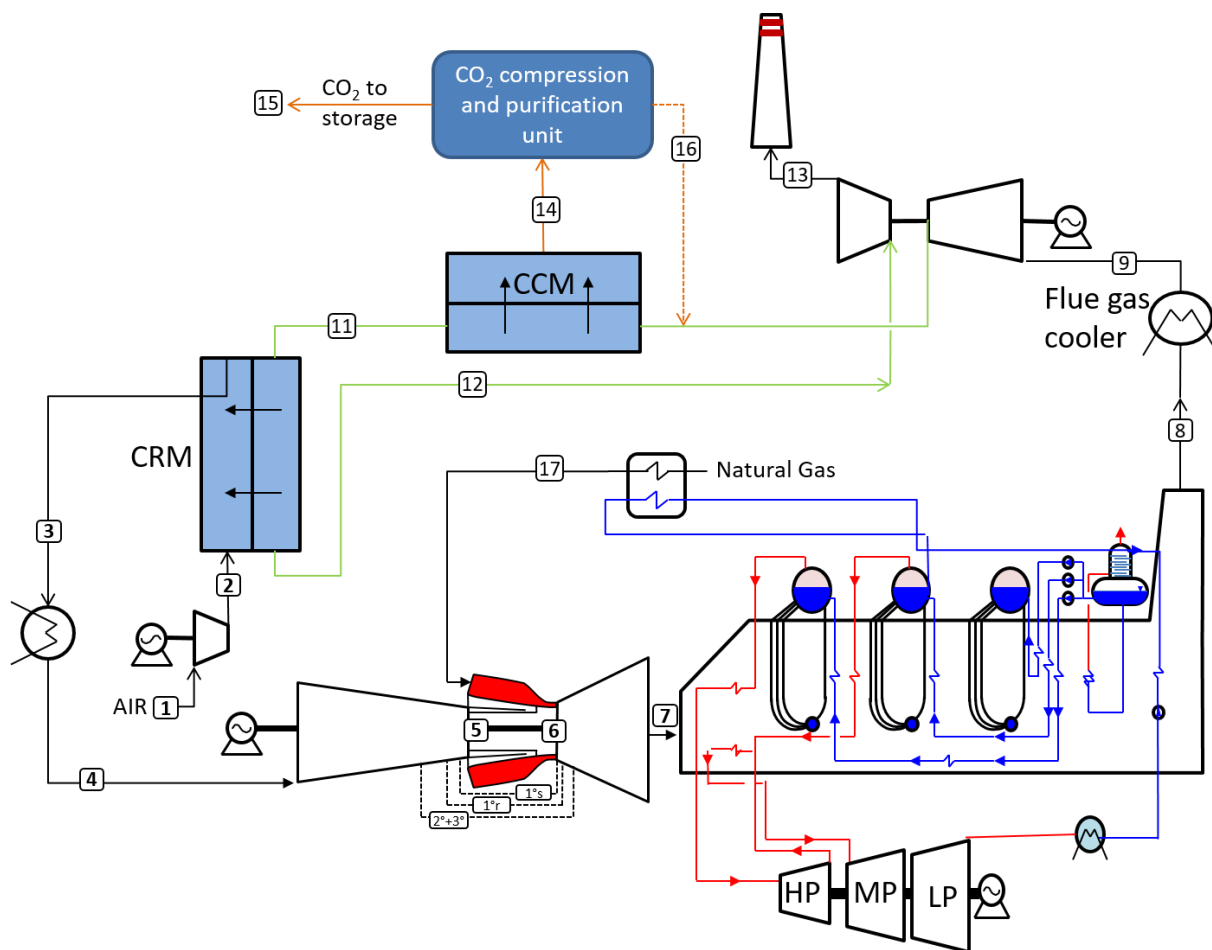 CO₂ compression
and purification
unit
CO₂ to
storage
15
16
14
13
9
Flue gas
cooler
CCM
11
12
8
CRM
17
Natural Gas
3
2
AIR
1
5
6
7
4
1°s
1°r
2°+3°
HP
MP
LP